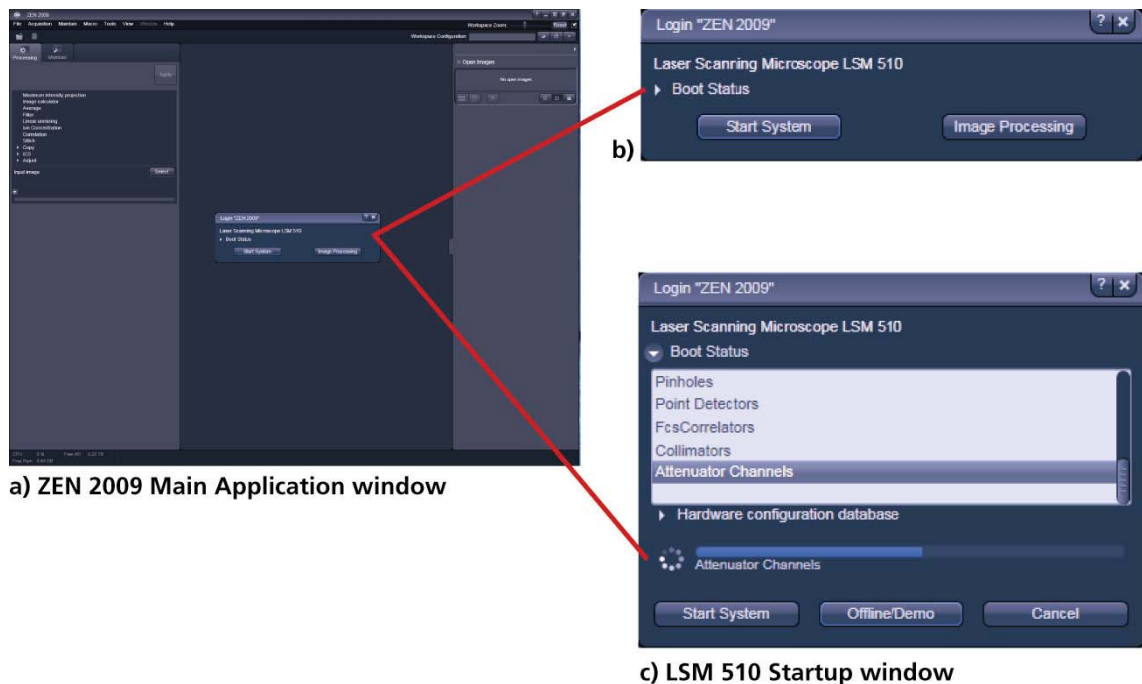 ZEN 2009
File Acquisition Maintain Macro Tools View Window Help
Workspace Zoom
Workspace Configuration
Processing
Maintain
Apply
Maximum intensity projection
Image calculator
Average
Filter
Linear unmixing
Ion Concentration
Correlation
Stitch
Copy
ICS
Adjust
Input image
Select
Open Images
No open images
Login "ZEN 2009"
Laser Scanning Microscope LSM 510
Boot Status
Start System
Image Processing
a) ZEN 2009 Main Application window
Login "ZEN 2009"
Laser Scanning Microscope LSM 510
Boot Status
Start System Image Processing
b)
Login "ZEN 2009"
Laser Scanning Microscope LSM 510
Boot Status
Pinholes
Point Detectors
FcsCorrelators
Collimators
Attenuator Channels
Hardware configuration database
Attenuator Channels
Start System Offline/Demo Cancel
c) LSM 510 Startup window